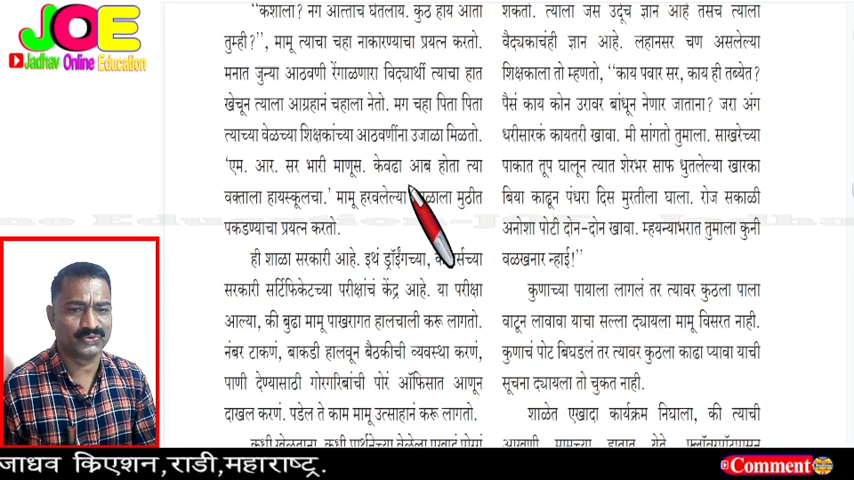 JOE
Jadhav Online Education
“कशाला? नग आत्ताच घेतलाय. कुठ हाय आता
तुम्ही?”, मामू त्याचा चहा नाकारण्याचा प्रयत्न करतो.
मनात जुन्या आठवणी रेंगाळणारा विद्यार्थी त्याचा हात
खेचून त्याला आग्रहानं चहाला नेतो. मग चहा पिता पिता
त्याच्या वेळच्या शिक्षकांच्या आठवणींना उजाळा मिळतो.
‘एम. आर. सर भारी माणूस. केवढा आब होता त्या
वक्ताला हायस्कूलचा.’ मामू हरवलेल्या मुठीत
पकडण्याचा प्रयत्न करतो.
ही शाळा सरकारी आहे. इथं ड्रॉईंगच्या,
सरकारी सर्टिफिकेटच्या परीक्षांचं केंद्र आहे. या परीक्षा
आल्या, की बुढा मामू पाखरागत हालचाली करू लागतो.
नंबर टाकणं, बाकडी हालवून बैठकीची व्यवस्था करणं,
पाणी देण्यासाठी गोरगरिबांची पोरं ऑफिसात आणून
दाखल करणं. पडेल ते काम मामू उत्साहानं करू लागतो.
शकतो. त्याला जसं उर्दूचं ज्ञान आहे तसंच त्याला
वैद्यकाचंही ज्ञान आहे. लहानसर चण असलेल्या
शिक्षकाला तो म्हणतो, “काय पवार सर, काय ही तब्येत?
पैसं काय कोन उरावर बांधून नेणार जाताना? जरा अंग
धरीसारकं कायतरी खावा. मी सांगतो तुमाला. साखरेच्या
पाकात तूप घालून त्यात शेरभर साफ धुतलेल्या खारका
बिया काढून पंधरा दिस मुरतीला घाला. रोज सकाळी
अनोशा पोटी दोन-दोन खावा. म्हयन्याभरात तुमाला कुनी
वळखनार न्हाई!”
कुणाच्या पायाला लागलं तर त्यावर कुठला पाला
वाटून लावावा याचा सल्ला द्यायला मामू विसरत नाही.
कुणाचं पोट बिघडलं तर त्यावर कुठला काढा प्यावा याची
सूचना द्यायला तो चुकत नाही.
शाळेत एखादा कार्यक्रम निघाला, की त्याची
जाधव किएशन,राडी,महाराष्ट्र.
Comment